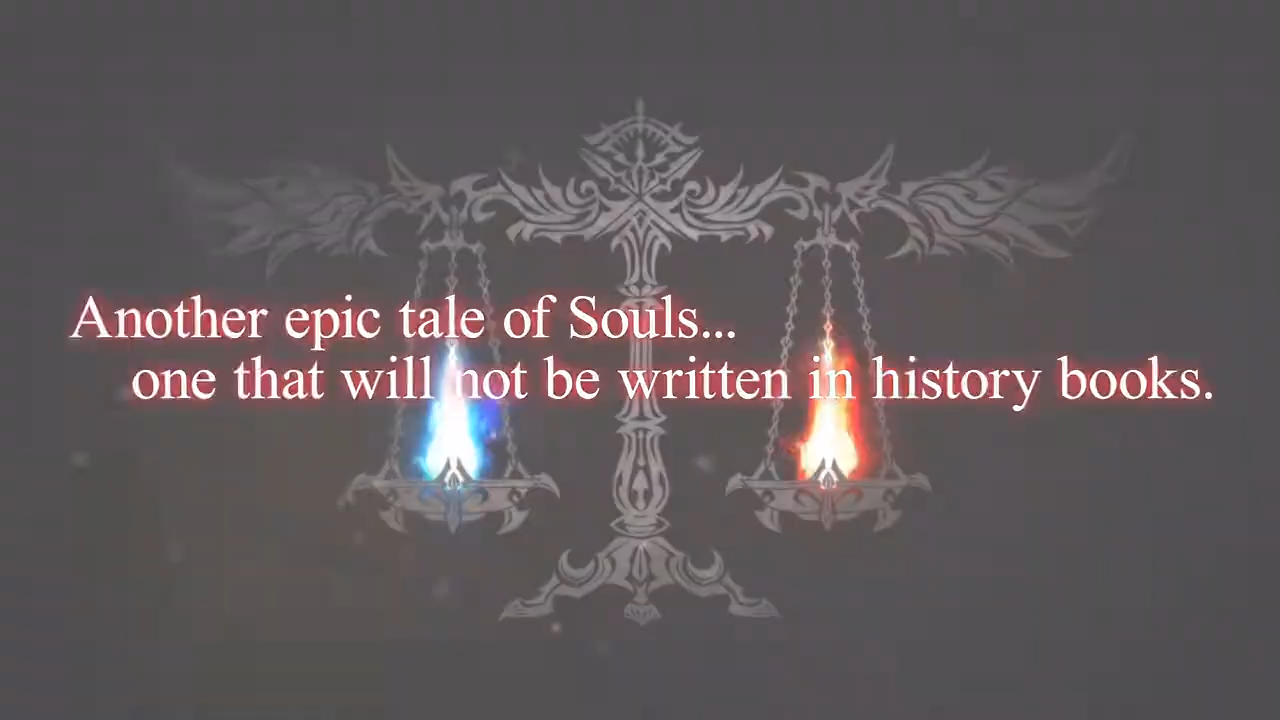 Another epic tale of Souls...
one that will not be written in history books.